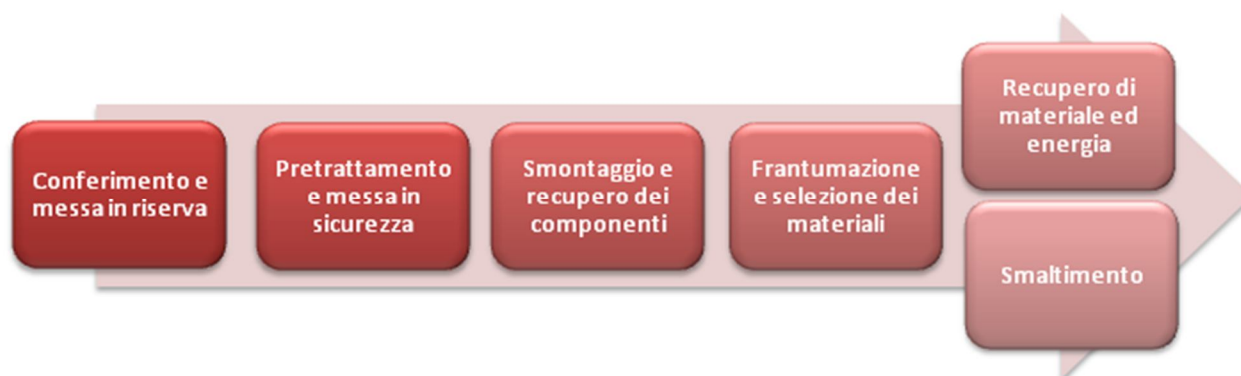 Conferimento e
messa in riserva
Pretrattamento
e messa in
sicurezza
Smontaggio e
recupero dei
componenti
Frantumazione
e selezione dei
materiali
Recupero di
materiale ed
energia
Smaltimento